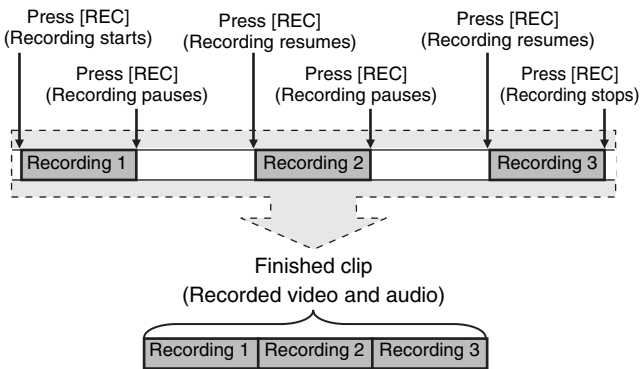 Press [REC]
(Recording starts)
Press [REC]
(Recording resumes)
Press [REC]
(Recording resumes)
Press [REC]
(Recording pauses)
Press [REC]
(Recording pauses)
Press [REC]
(Recording stops)
Recording 1
Recording 2
Recording 3
Finished clip
(Recorded video and audio)
Recording 1
Recording 2
Recording 3